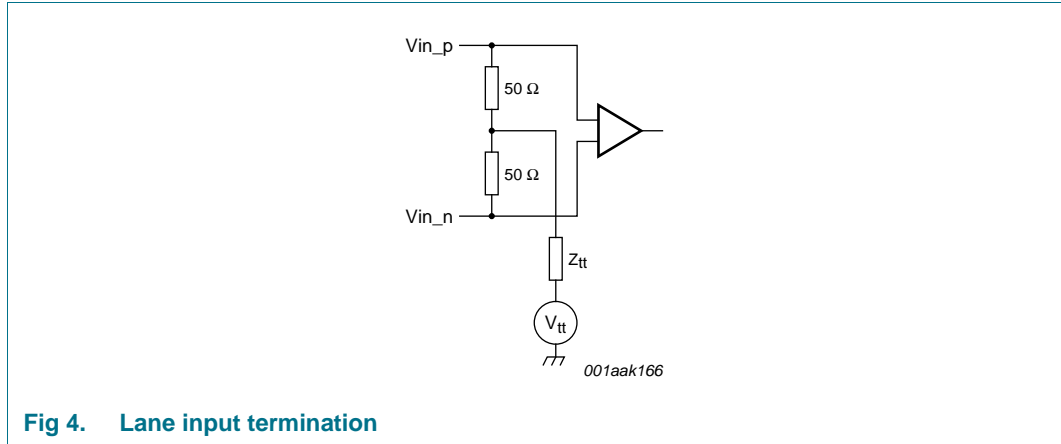 Vin_p
50 Ω
50 Ω
Vin_n
Ztt
Vtt
001aak166
Fig 4. Lane input termination